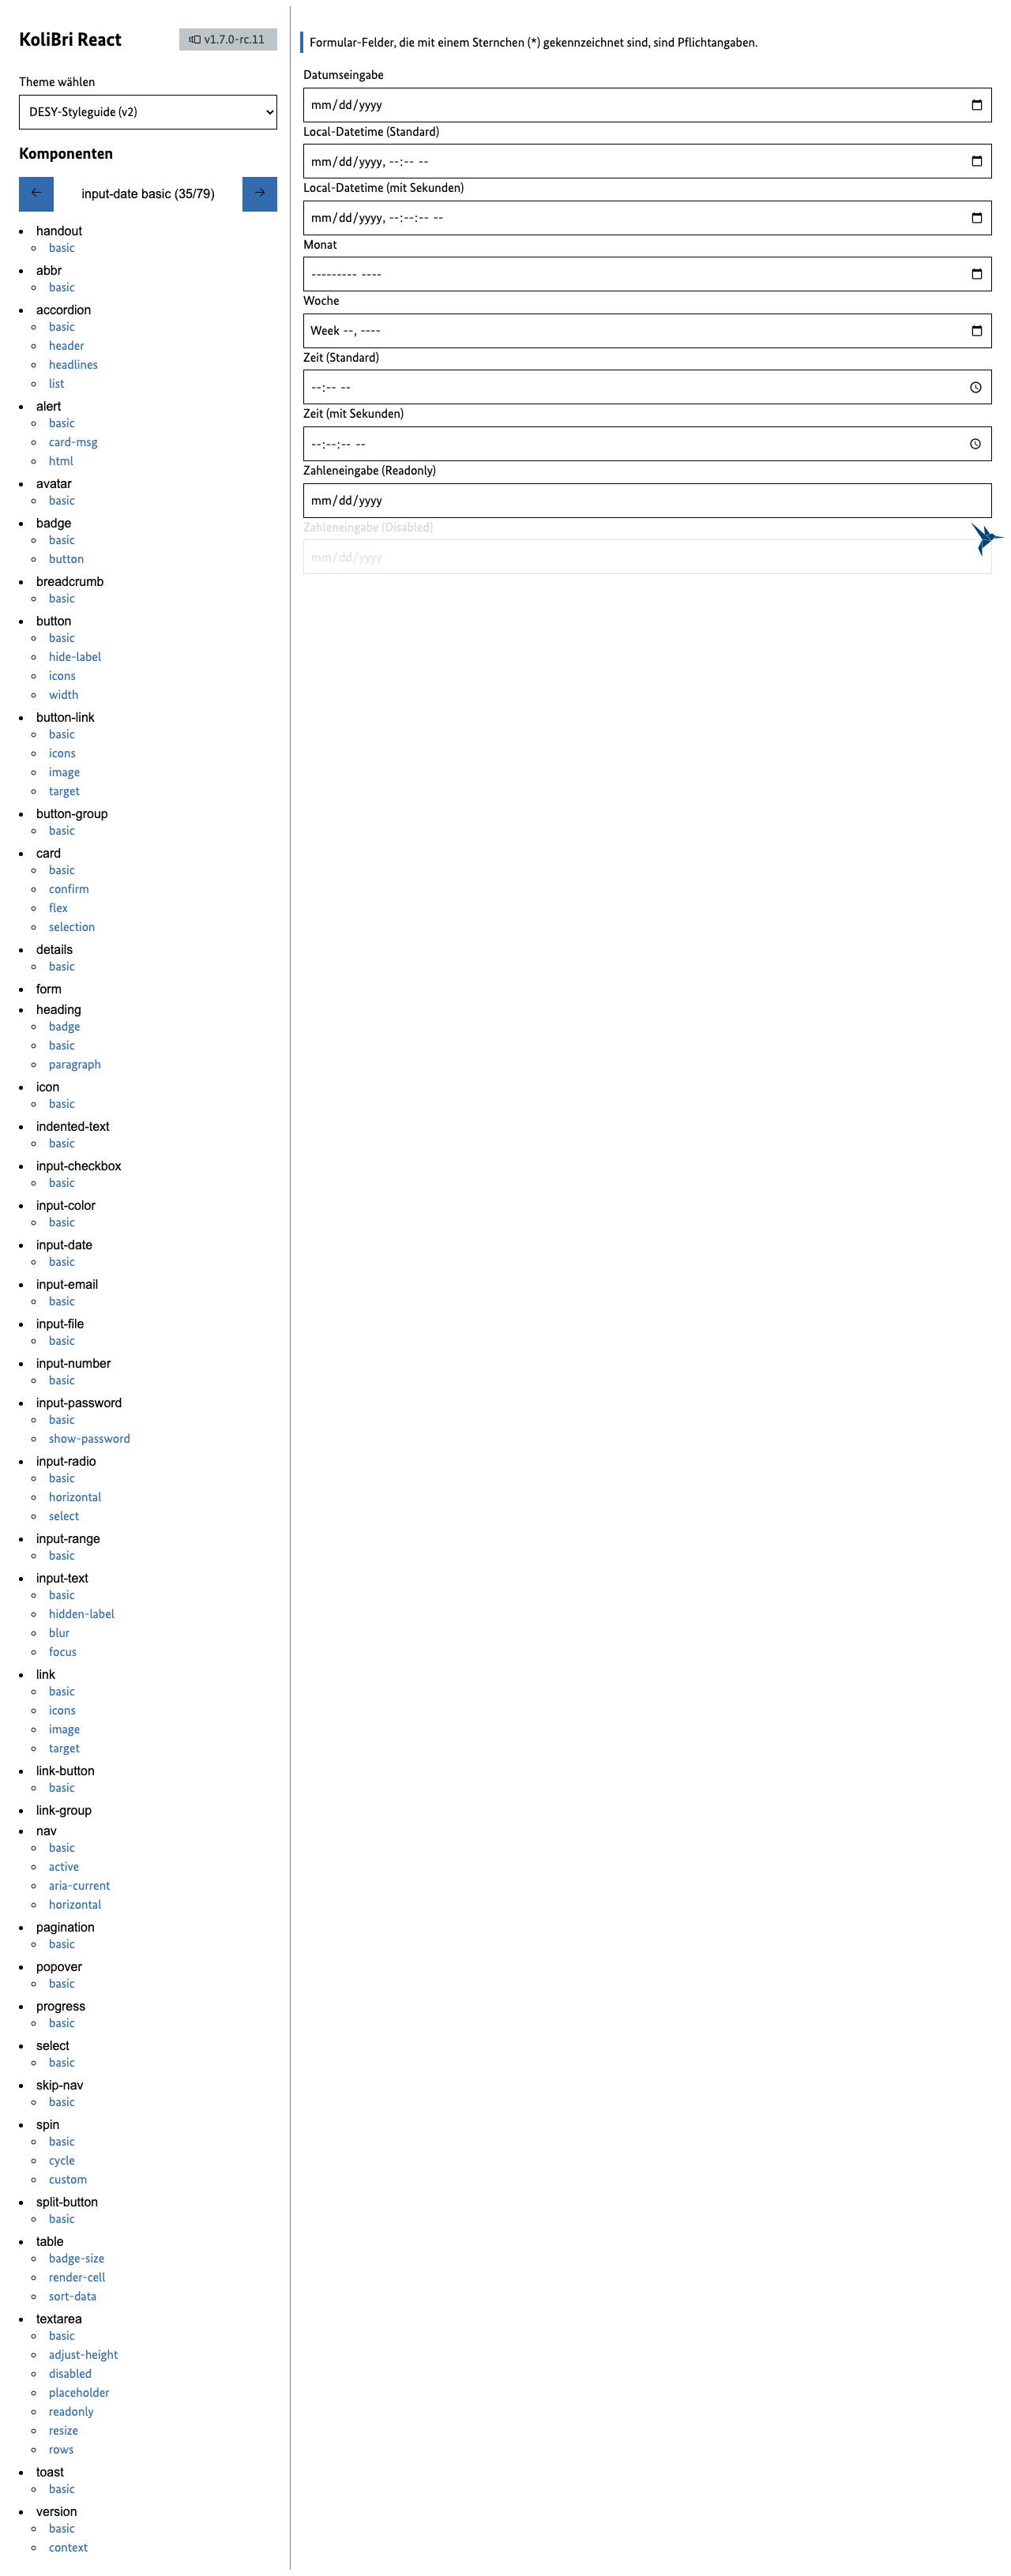 KoliBri React
v1.7.0-rc.11
Theme wählen
DESY-Styleguide (v2)
Komponenten
input-date basic (35/79)
handout
basic
abbr
basic
accordion
basic
header
headlines
list
alert
basic
card-msg
html
avatar
basic
badge
basic
button
breadcrumb
basic
button
basic
hide-label
icons
width
button-link
basic
icons
image
target
button-group
basic
card
basic
confirm
flex
selection
details
basic
form
heading
badge
basic
paragraph
icon
basic
indented-text
basic
input-checkbox
basic
input-color
basic
input-date
basic
input-email
basic
input-file
basic
input-number
basic
input-password
basic
show-password
input-radio
basic
horizontal
select
input-range
basic
input-text
basic
hidden-label
blur
focus
link
basic
icons
image
target
link-button
basic
link-group
nav
basic
active
aria-current
horizontal
pagination
basic
popover
basic
progress
basic
select
basic
skip-nav
basic
spin
basic
cycle
custom
split-button
basic
table
badge-size
render-cell
sort-data
textarea
basic
adjust-height
disabled
placeholder
readonly
resize
rows
toast
basic
version
basic
context
Formular-Felder, die mit einem Sternchen (*) gekennzeichnet sind, sind Pflichtangaben.
Datumseingabe
mm/dd/yyyy
Local-Datetime (Standard)
mm/dd/yyyy, --:-- --
Local-Datetime (mit Sekunden)
mm/dd/yyyy, --:--:-- --
Monat
--------- ----
Woche
Week --, ----
Zeit (Standard)
--:-- --
Zeit (mit Sekunden)
--:--:-- --
Zahleneingabe (Readonly)
mm/dd/yyyy
Zahleneingabe (Disabled)
mm/dd/yyyy